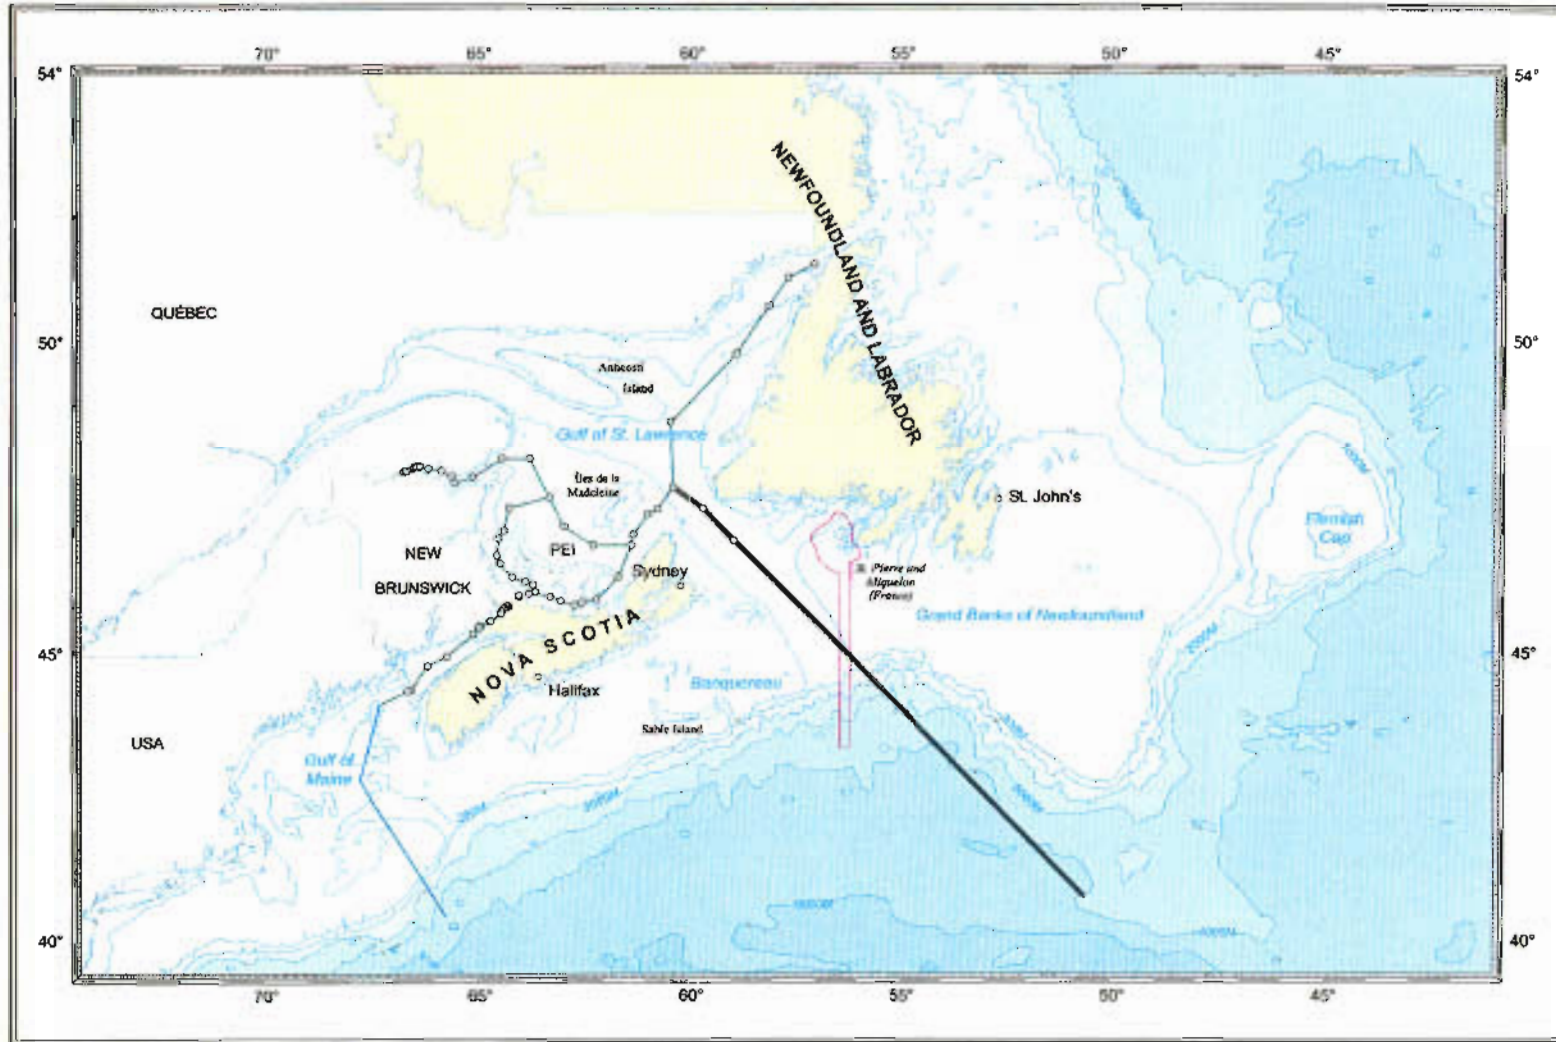 70° 65° 60° 55° 50° 45°
54° 54°
NEWFOUNDLAND AND LABRADOR
QUÉBEC
50° 50°
Anticosti
Island
Gulf of St. Lawrence
Îles de la
Madeleine
St. John's
Flemish
Cap
NEW
BRUNSWICK
PEI
Sydney
Pierre and
Miquelon
(France)
Grand Banks of Newfoundland
45° 45°
NOVA SCOTIA
Halifax
Banquereau
Sable Island
USA
Gulf of
Maine
40° 40°
70° 65° 60° 55° 50° 45°